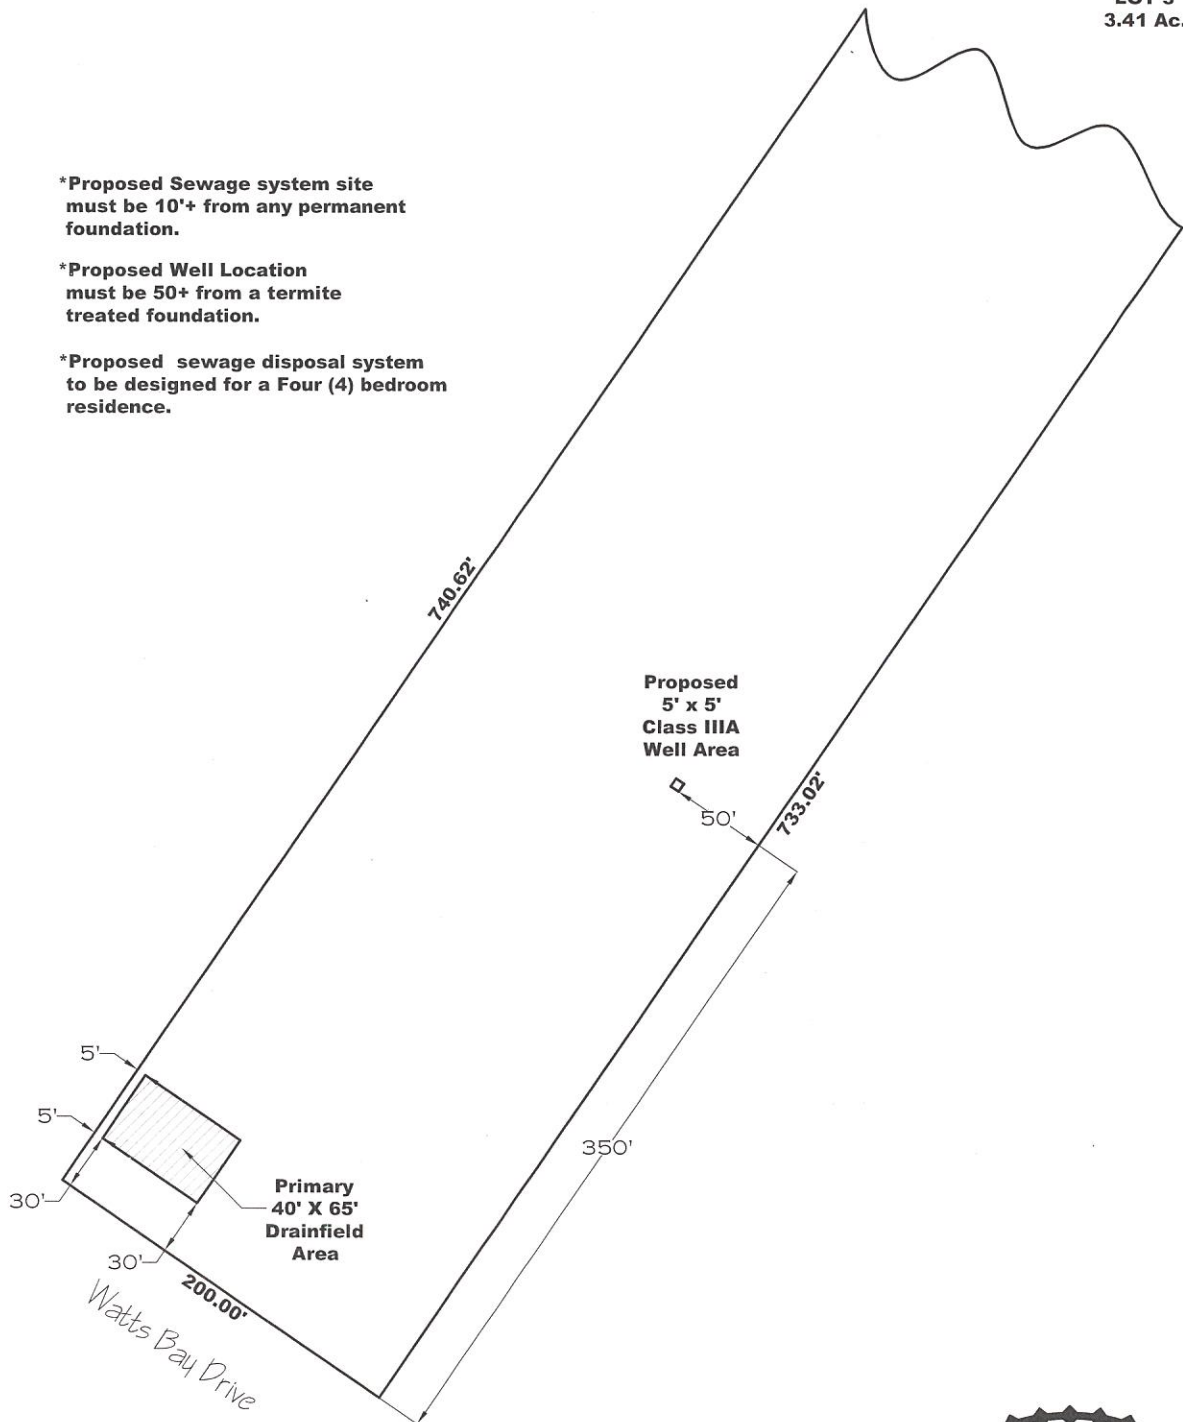 3.41 Ac.
*Proposed Sewage system site
must be 10'+ from any permanent
foundation.
*Proposed Well Location
must be 50+ from a termite
treated foundation.
*Proposed sewage disposal system
to be designed for a Four (4) bedroom
residence.
740.62'
Proposed
5' x 5'
Class IIIA
Well Area
50'
733.02'
5'
5'
350'
30'
Primary
40' X 65'
Drainfield
Area
30'
200.00'
Watts Bay Drive